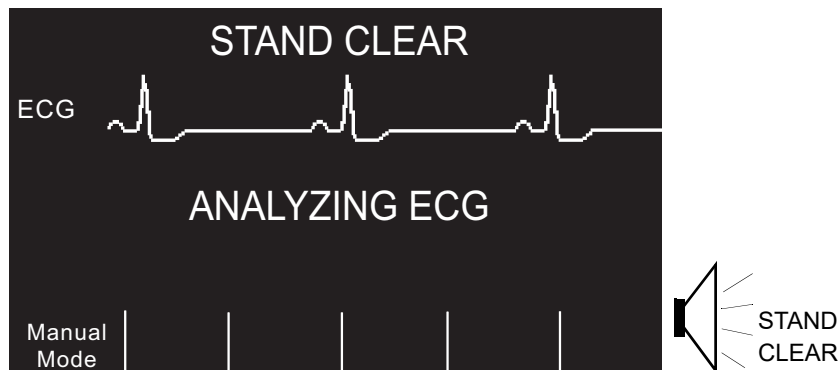 STAND CLEAR
ECG
ANALYZING ECG
Manual
Mode
STAND
CLEAR